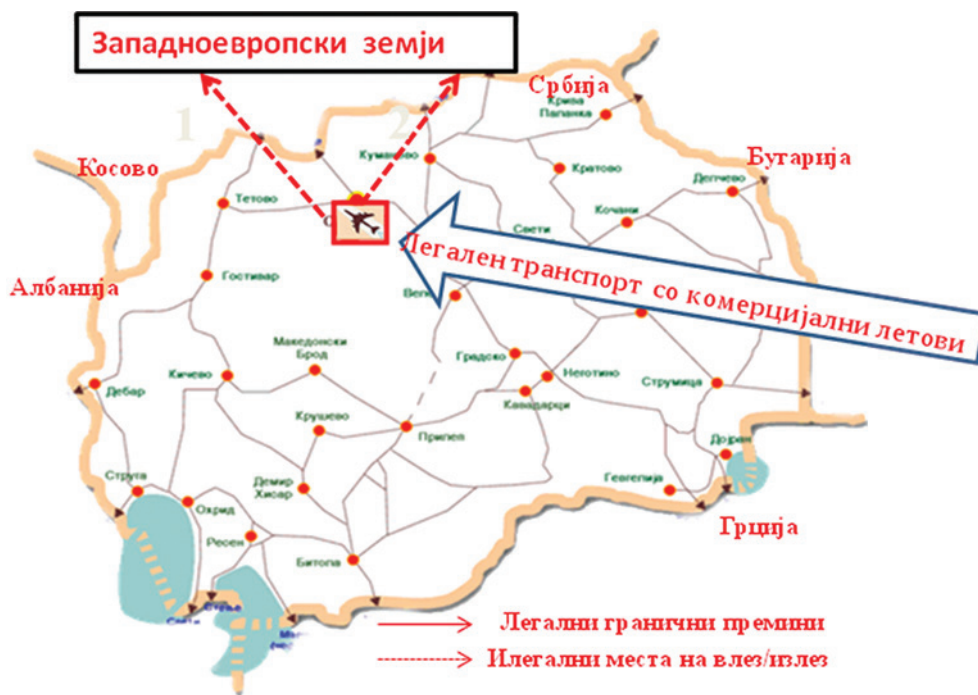 Западноевропски земји
1
2
Србија
Крива
Паланка
Куманово
Косово
Бугарија
Кратово
Делчево
Тетово
Кочани
Свети
Легален транспорт со комерцијални летови
Албанија
Гостивар
Македонски
Брод
Градско
Дебар
Кичево
Неготино
Струмица
Кавадарци
Крушево
Прилеп
Дојран
Демир
Хисар
Гевгелија
Струга
Охрид
Ресен
Грција
Битола
Легални гранични премини
Илегални места на влез/излез